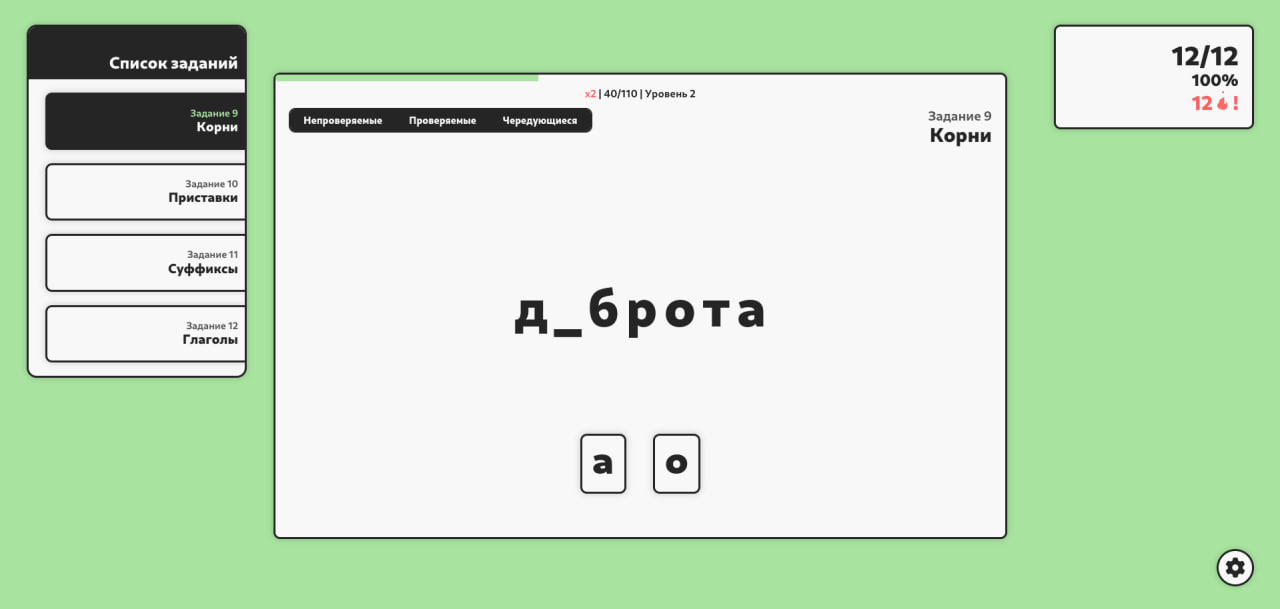 Список заданий
Задание 9
Корни
Задание 10
Приставки
Задание 11
Суффиксы
Задание 12
Глаголы
x2 | 40/110 | Уровень 2
Непроверяемые Проверяемые Чередующиеся
Задание 9
Корни
д_брота
а о
12/12
100%
12 !